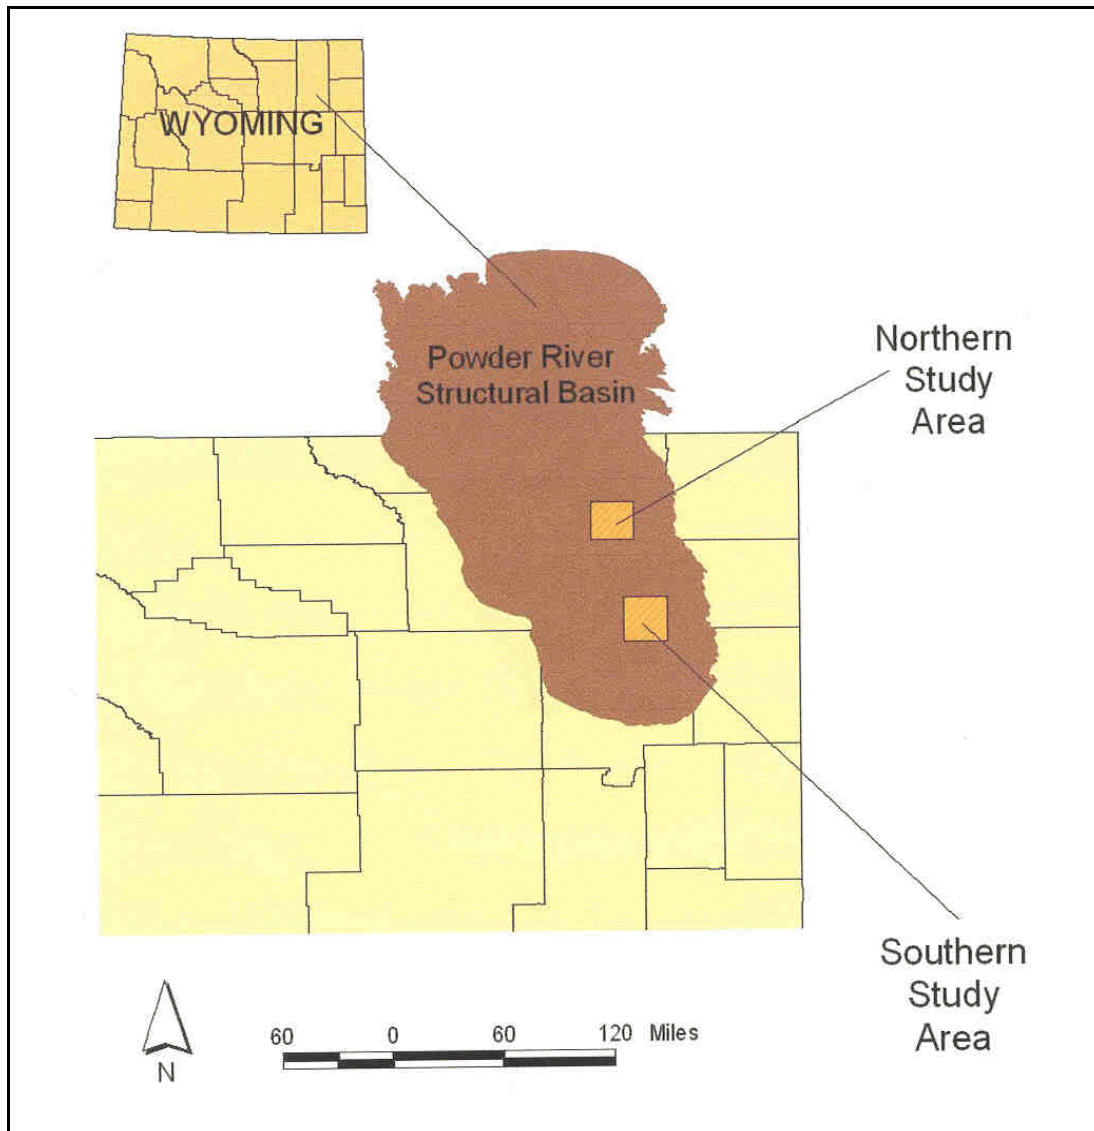 WYOMING
Powder River
Structural Basin
Northern
Study
Area
Southern
Study
Area
60 0 60 120 Miles
N